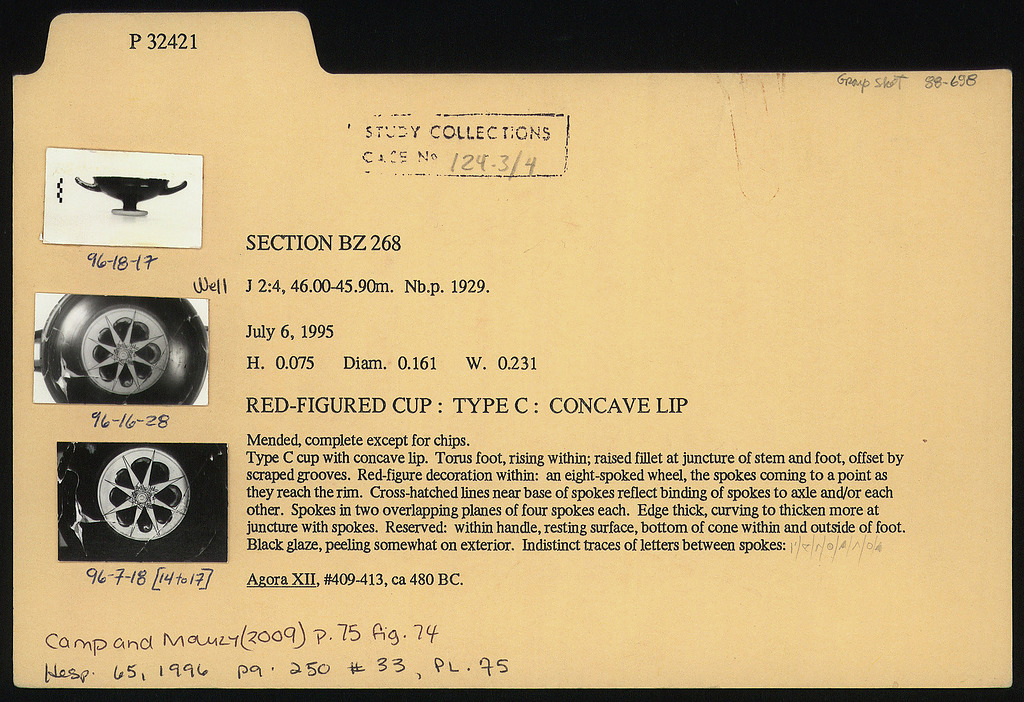 P 32421
Group shot 88-698
STUDY COLLECTIONS
CASE No 124-3/4
96-18-17
SECTION BZ 268
Well J 2:4, 46.00-45.90m. Nb.p. 1929.
July 6, 1995
H. 0.075 Diam. 0.161 W. 0.231
96-16-28
RED-FIGURED CUP : TYPE C : CONCAVE LIP
Mended, complete except for chips.
Type C cup with concave lip. Torus foot, rising within; raised fillet at juncture of stem and foot, offset by
scraped grooves. Red-figure decoration within: an eight-spoked wheel, the spokes coming to a point as
they reach the rim. Cross-hatched lines near base of spokes reflect binding of spokes to axle and/or each
other. Spokes in two overlapping planes of four spokes each. Edge thick, curving to thicken more at
juncture with spokes. Reserved: within handle, resting surface, bottom of cone within and outside of foot.
Black glaze, peeling somewhat on exterior. Indistinct traces of letters between spokes:
96-7-18 [14 to 17]
Agora XII, #409-413, ca 480 BC.
Camp and Mauzy (2009) p. 75 fig. 74
Hesp. 65, 1996 pg. 250 # 33, PL. 75